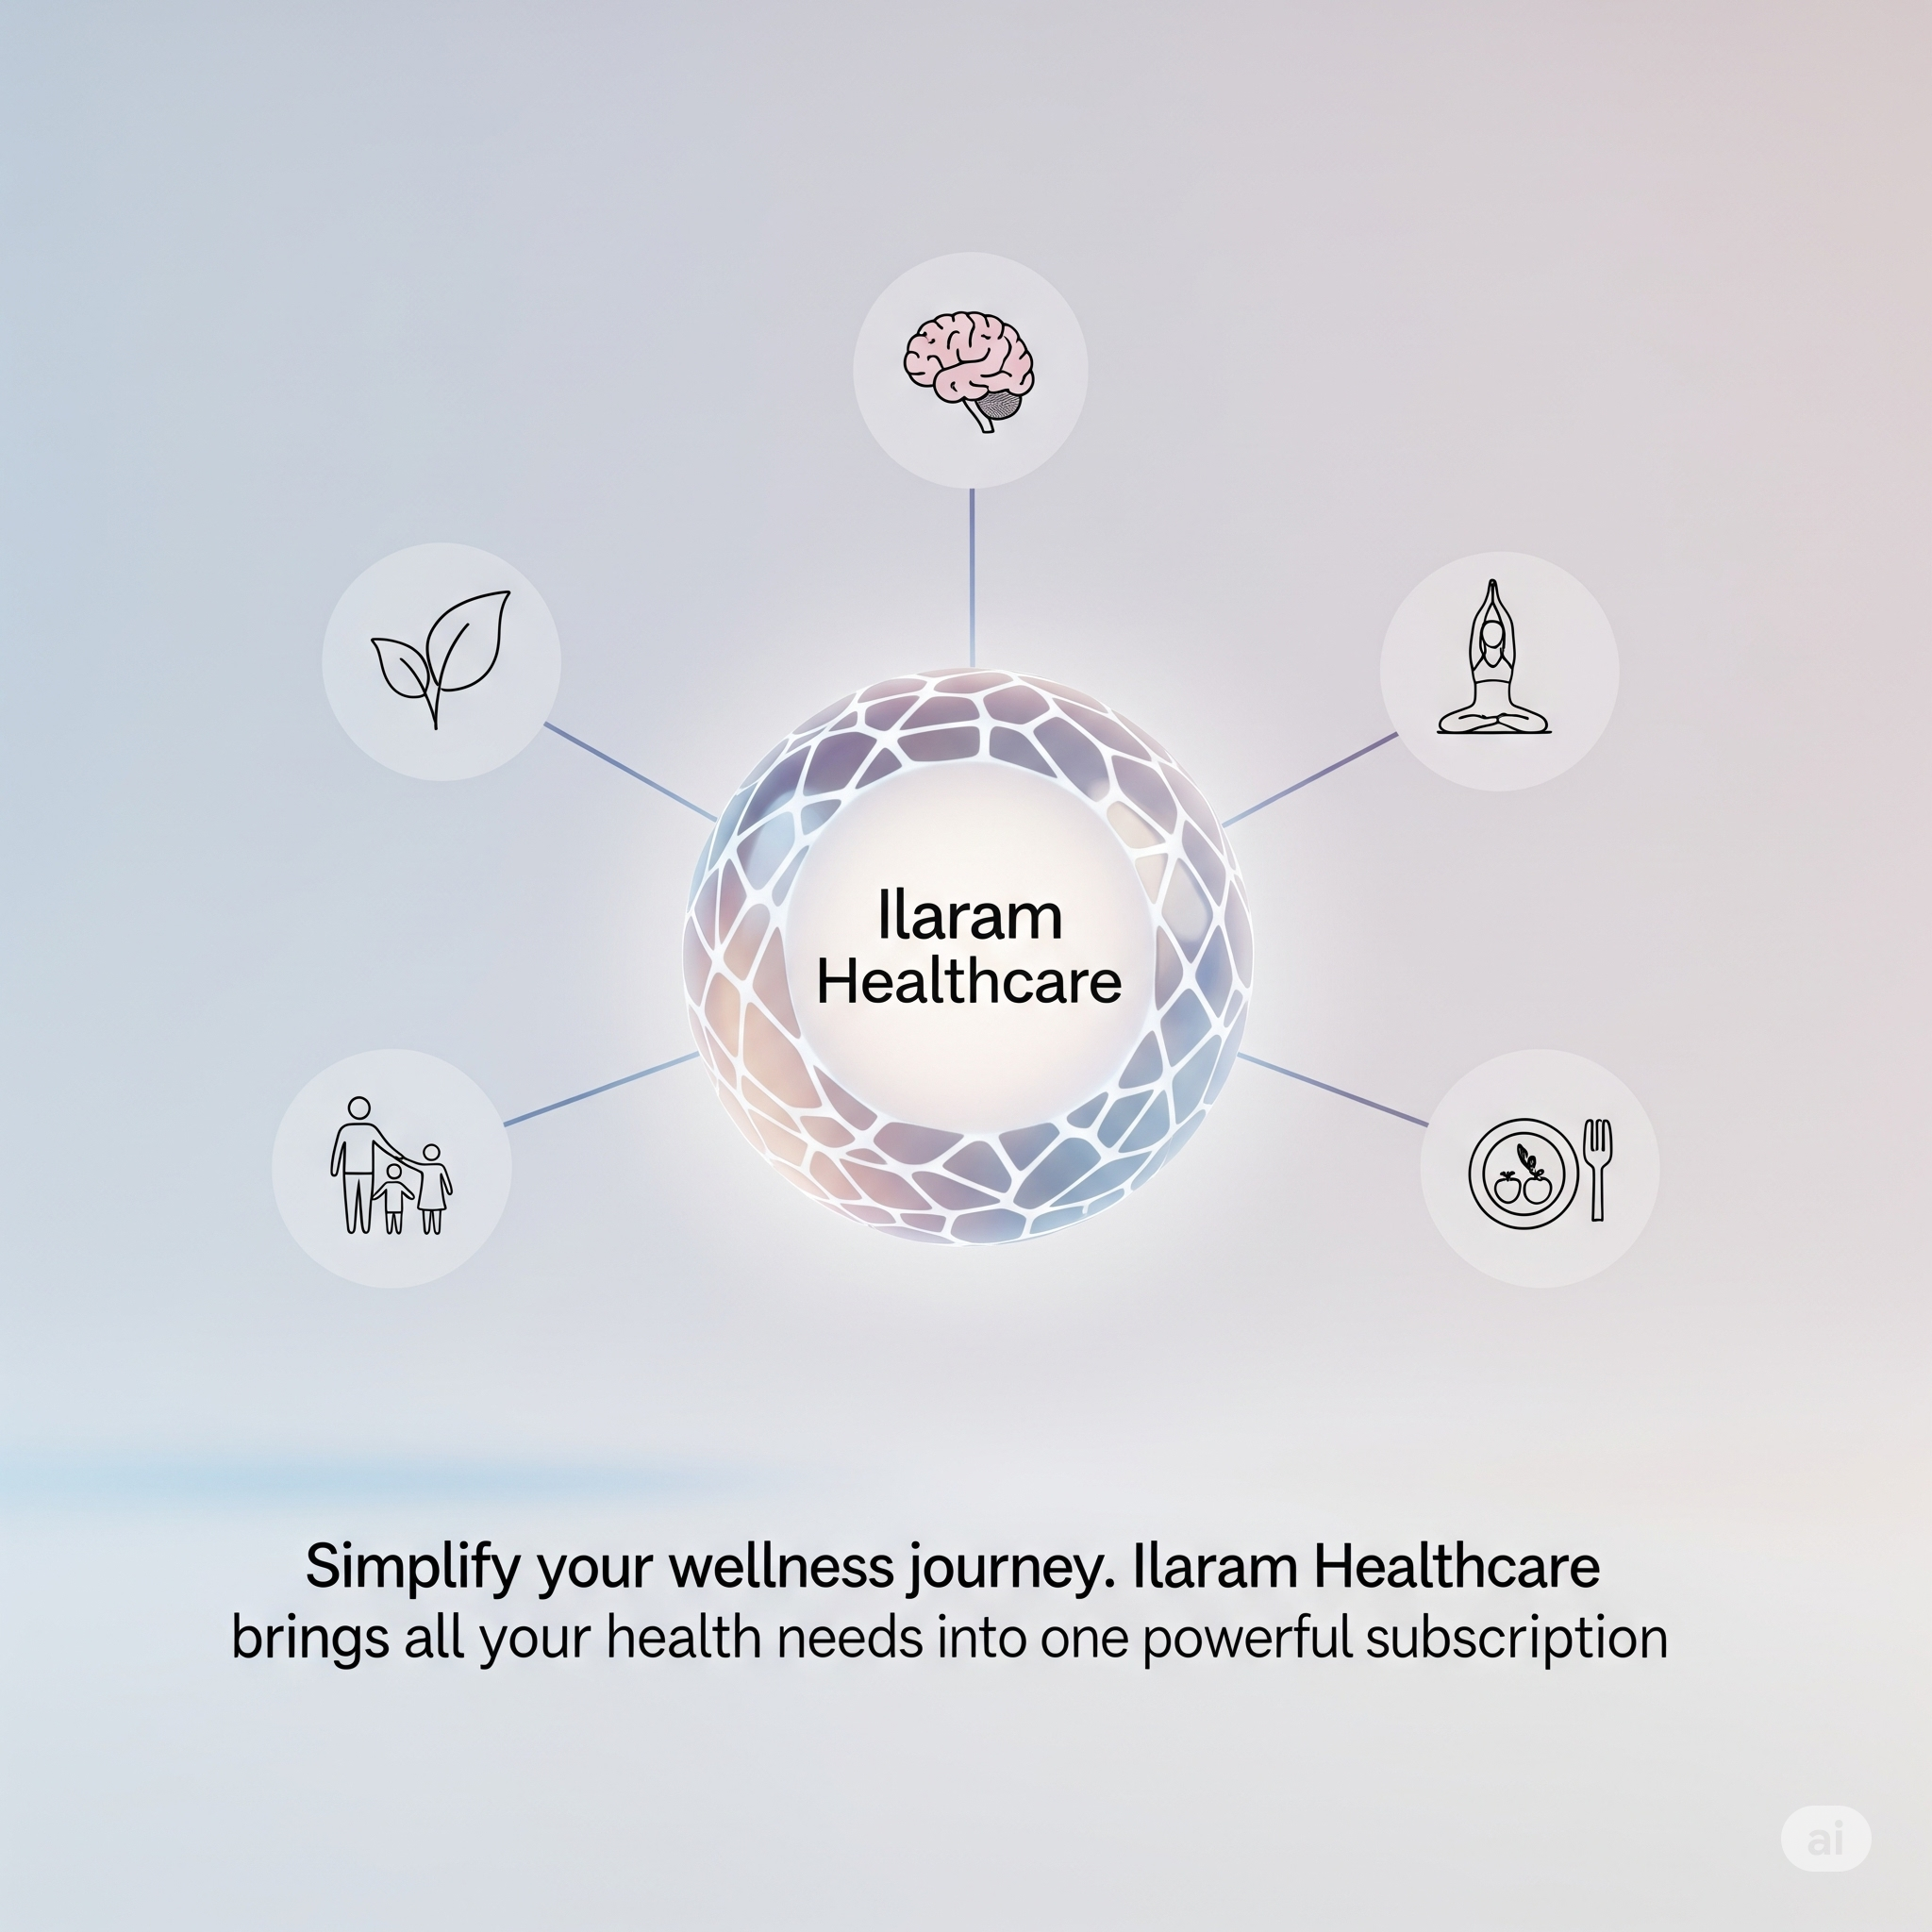 Ilaram
Healthcare
Simplify your wellness journey. Ilaram Healthcare
brings all your health needs into one powerful subscription
ai